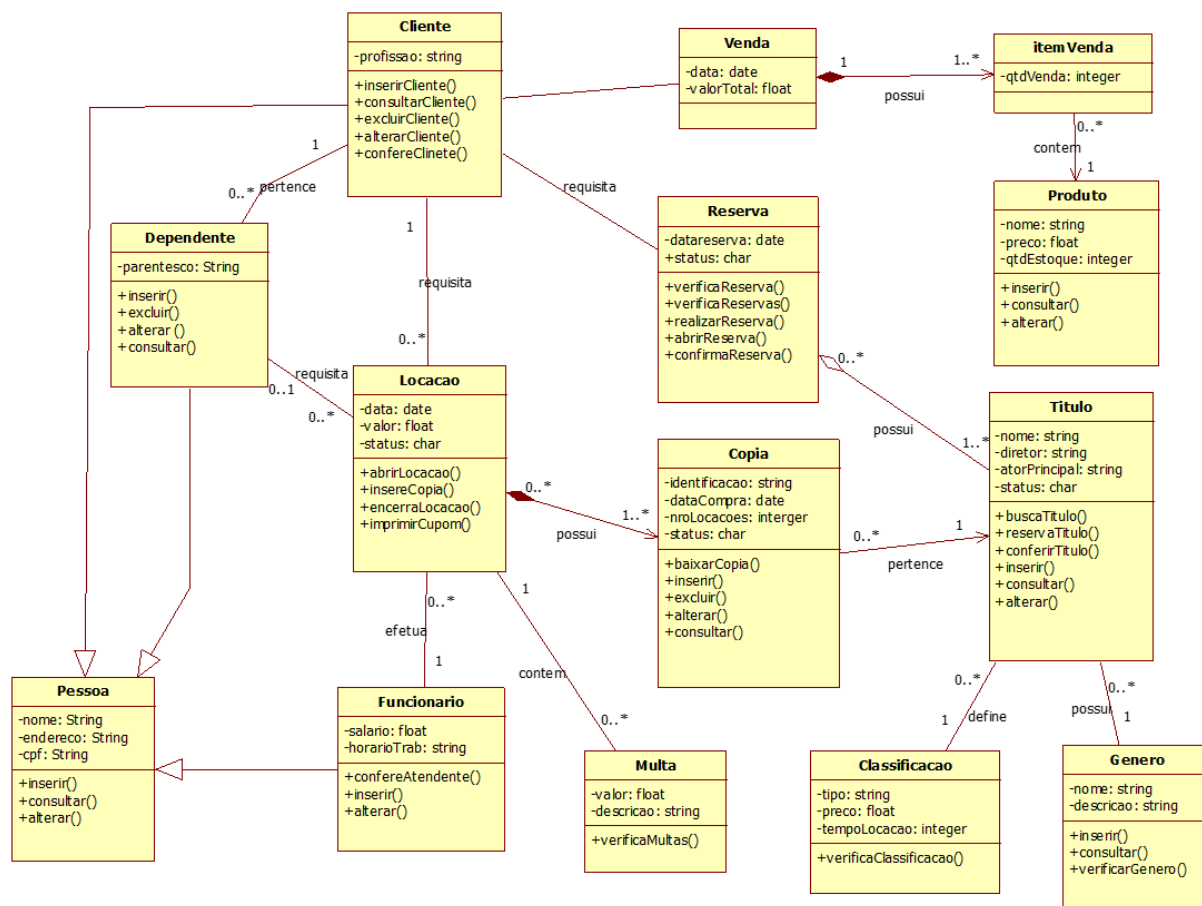 Cliente
-profissao: string
+inserirCliente()
+consultarCliente()
+excluirCliente()
+alterarCliente()
+confereClinete()
Venda
-data: date
-valorTotal: float
1
possui
1..*
itemVenda
-qtdVenda: integer
0..*
contem
1
Produto
-nome: string
-preco: float
-qtdEstoque: integer
+inserir()
+consultar()
+alterar()
1
pertence
0..*
Dependente
-parentesco: String
+inserir()
+excluir()
+alterar ()
+consultar()
1
requisita
0..*
requisita
Reserva
-datareserva: date
+status: char
+verificaReserva()
+verificaReservas()
+realizarReserva()
+abrirReserva()
+confirmaReserva()
0..*
possui
1..*
requisita
0..1
0..*
Locacao
-data: date
-valor: float
-status: char
+abrirLocacao()
+insereCopia()
+encerraLocacao()
+imprimirCupom()
0..*
possui
1..*
Copia
-identificacao: string
-dataCompra: date
-nroLocacoes: interger
-status: char
+baixarCopia()
+inserir()
+excluir()
+alterar()
+consultar()
0..*
pertence
1
Titulo
-nome: string
-diretor: string
-atorPrincipal: string
-status: char
+buscaTitulo()
+reservaTitulo()
+conferirTitulo()
+inserir()
+consultar()
+alterar()
0..*
efetua
1
1
contem
0..*
0..*
define
1
0..*
possui
1
Pessoa
-nome: String
-endereco: String
-cpf: String
+inserir()
+consultar()
+alterar()
Funcionario
-salario: float
-horarioTrab: string
+confereAtendente()
+inserir()
+alterar()
Multa
-valor: float
-descricao: string
+verificaMultas()
Classificacao
-tipo: string
-preco: float
-tempoLocacao: integer
+verificaClassificacao()
Genero
-nome: string
-descricao: string
+inserir()
+consultar()
+verificarGenero()